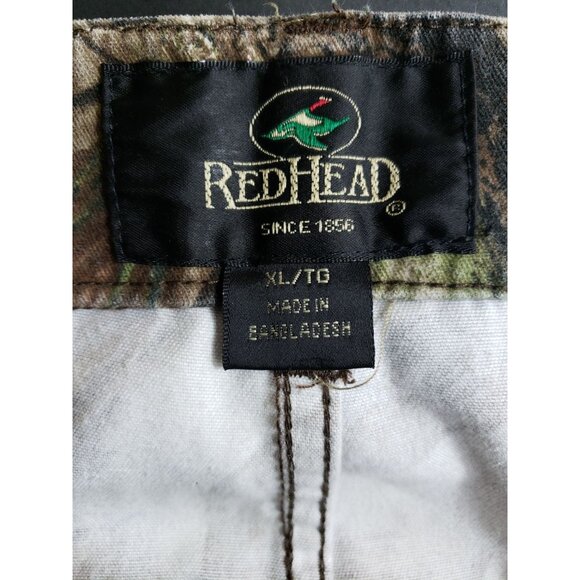 REDHEAD®
SINCE 1856
XL/TG
MADE IN
BANGLADESH